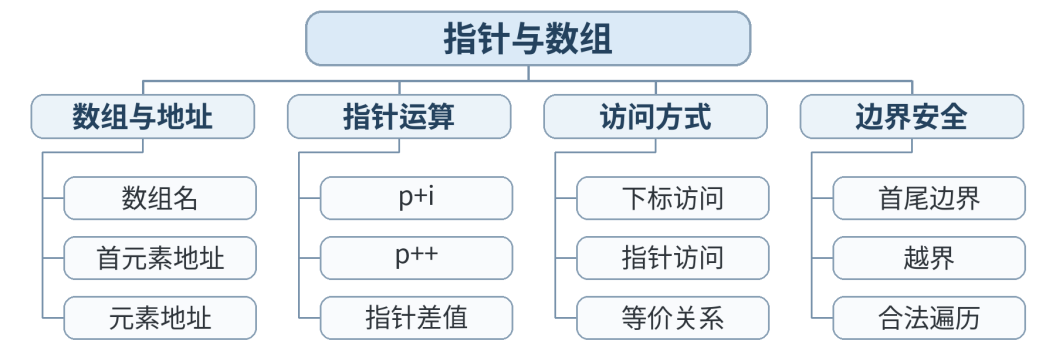 指针与数组
数组与地址
数组名
首元素地址
元素地址
指针运算
p+i
p++
指针差值
访问方式
下标访问
指针访问
等价关系
边界安全
首尾边界
越界
合法遍历